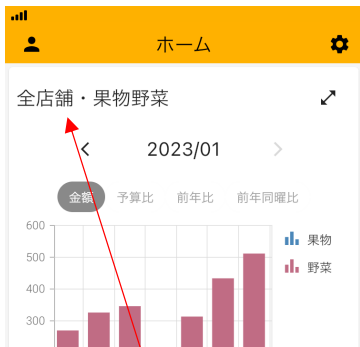 ホーム
全店舗・果物野菜
2023/01
金額 予算比 前年比 前年同曜比
600
500
400
300
果物
野菜